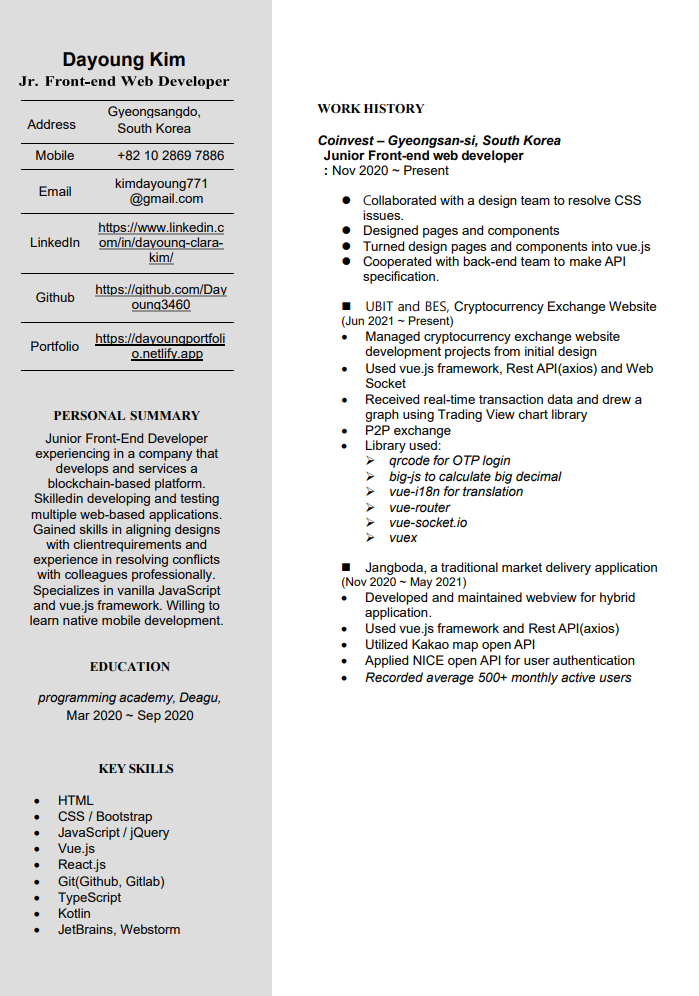 Dayoung Kim
Jr. Front-end Web Developer
Address
Gyeongsangdo,
South Korea
Mobile
+82 10 2869 7886
Email
kimdayoung771
@gmail.com
LinkedIn
https://www.linkedin.c
om/in/dayoung-clara-
kim/
Github
https://github.com/Day
oung3460
Portfolio
https://dayoungportfoli
o.netlify.app
PERSONAL SUMMARY
Junior Front-End Developer
experiencing in a company that
develops and services a
blockchain-based platform.
Skilledin developing and testing
multiple web-based applications.
Gained skills in aligning designs
with clientrequirements and
experience in resolving conflicts
with colleagues professionally.
Specializes in vanilla JavaScript
and vue.js framework. Willing to
learn native mobile development.
EDUCATION
programming academy, Deagu,
Mar 2020 ~ Sep 2020
KEY SKILLS
• HTML
• CSS / Bootstrap
• JavaScript / jQuery
• Vue.js
• React.js
• Git(Github, Gitlab)
• TypeScript
• Kotlin
• JetBrains, Webstorm
WORK HISTORY
Coinvest – Gyeongsan-si, South Korea
Junior Front-end web developer
: Nov 2020 ~ Present
● Collaborated with a design team to resolve CSS
issues.
● Designed pages and components
● Turned design pages and components into vue.js
● Cooperated with back-end team to make API
specification.
■ UBIT and BES, Cryptocurrency Exchange Website
(Jun 2021 ~ Present)
• Managed cryptocurrency exchange website
development projects from initial design
• Used vue.js framework, Rest API(axios) and Web
Socket
• Received real-time transaction data and drew a
graph using Trading View chart library
• P2P exchange
• Library used:
➢ qrcode for OTP login
➢ big-js to calculate big decimal
➢ vue-i18n for translation
➢ vue-router
➢ vue-socket.io
➢ vuex
■ Jangboda, a traditional market delivery application
(Nov 2020 ~ May 2021)
• Developed and maintained webview for hybrid
application.
• Used vue.js framework and Rest API(axios)
• Utilized Kakao map open API
• Applied NICE open API for user authentication
• Recorded average 500+ monthly active users